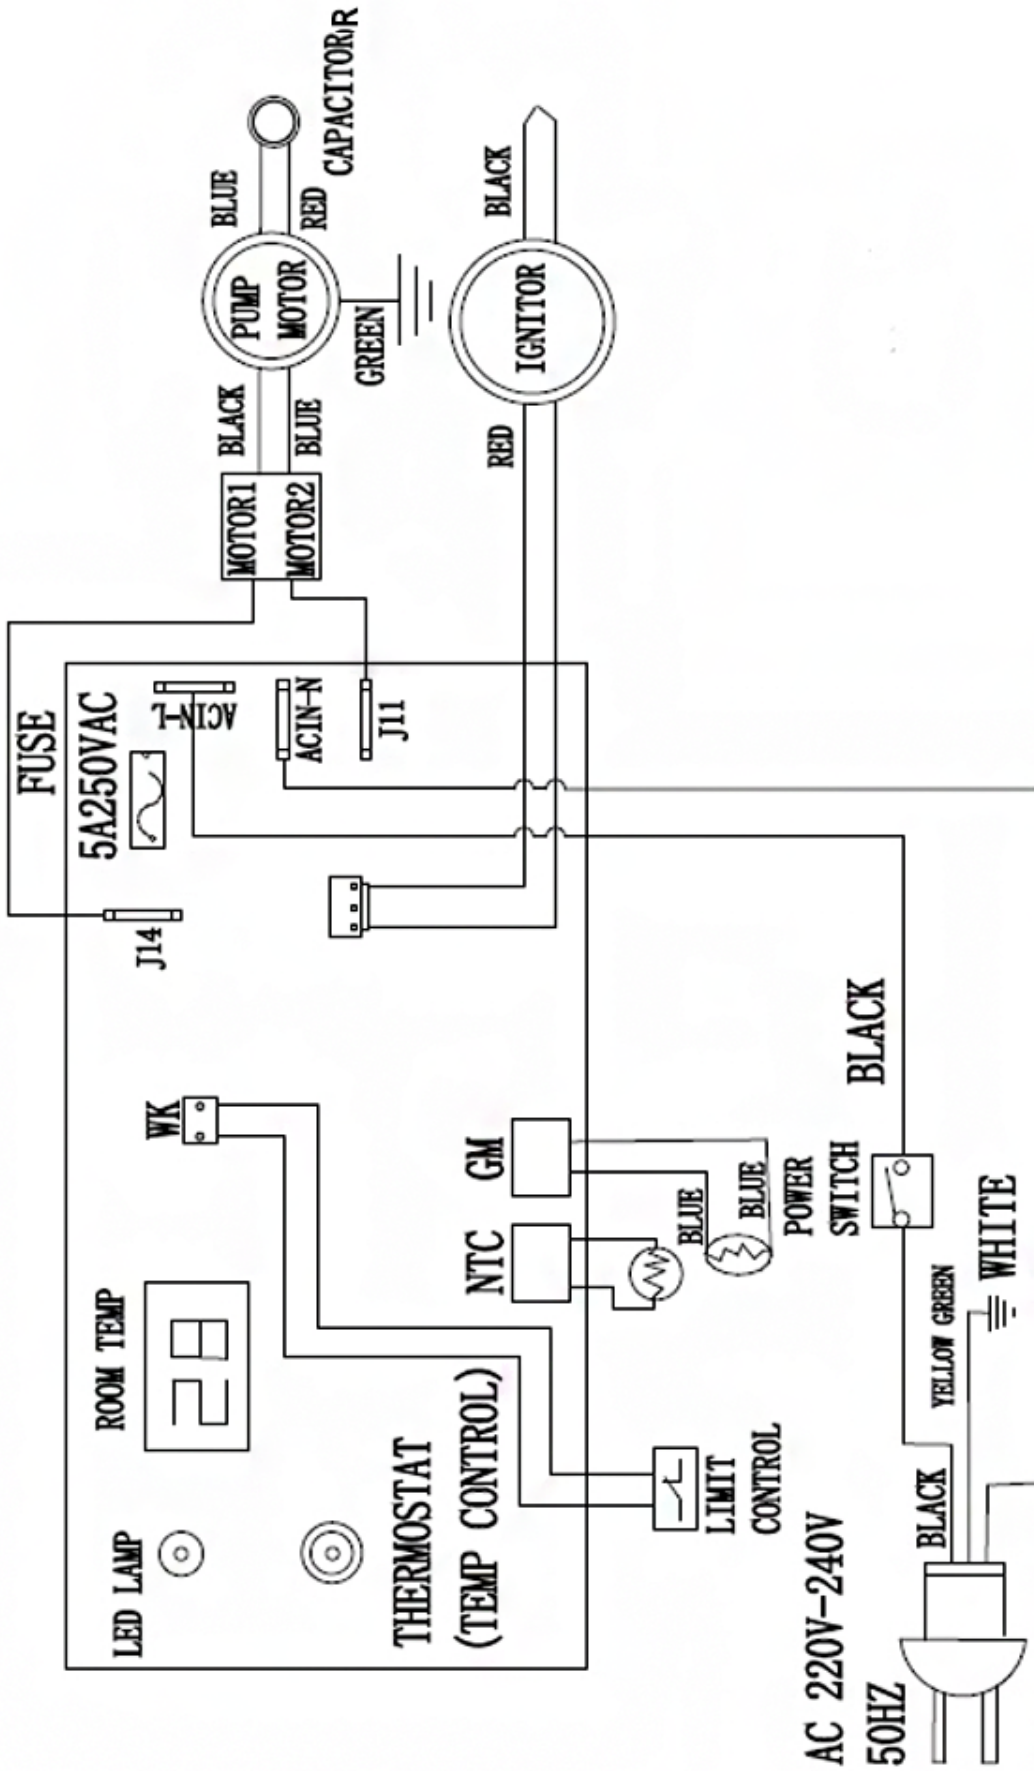 FUSE
5A250VAC
ROOM TEMP
LED LAMP
J14
WK
ACIN-L
ACIN-N
J11
MOTOR1
MOTOR2
BLACK
BLUE
PUMP
MOTOR
BLUE
RED
CAPACITOR R
GREEN
THERMOSTAT
(TEMP CONTROL)
NTC
GM
RED
IGNITOR
BLACK
BLUE
BLUE
LIMIT
CONTROL
POWER
SWITCH
BLACK
AC 220V-240V
50HZ
BLACK
YELLOW GREEN
WHITE